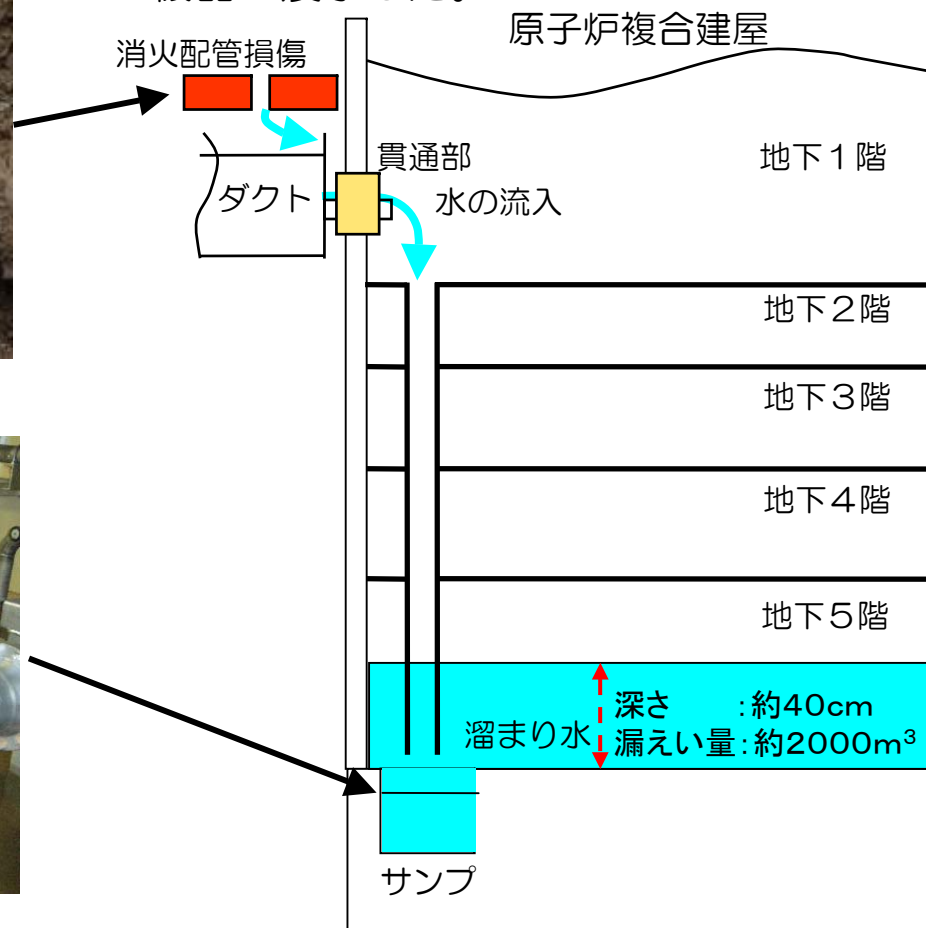 原子炉複合建屋
消火配管損傷
貫通部
地下1階
ダクト
水の流入
地下２階
地下３階
地下４階
地下５階
深さ　　：約40cm
溜まり水
漏えい量：約2000m³
サンプ